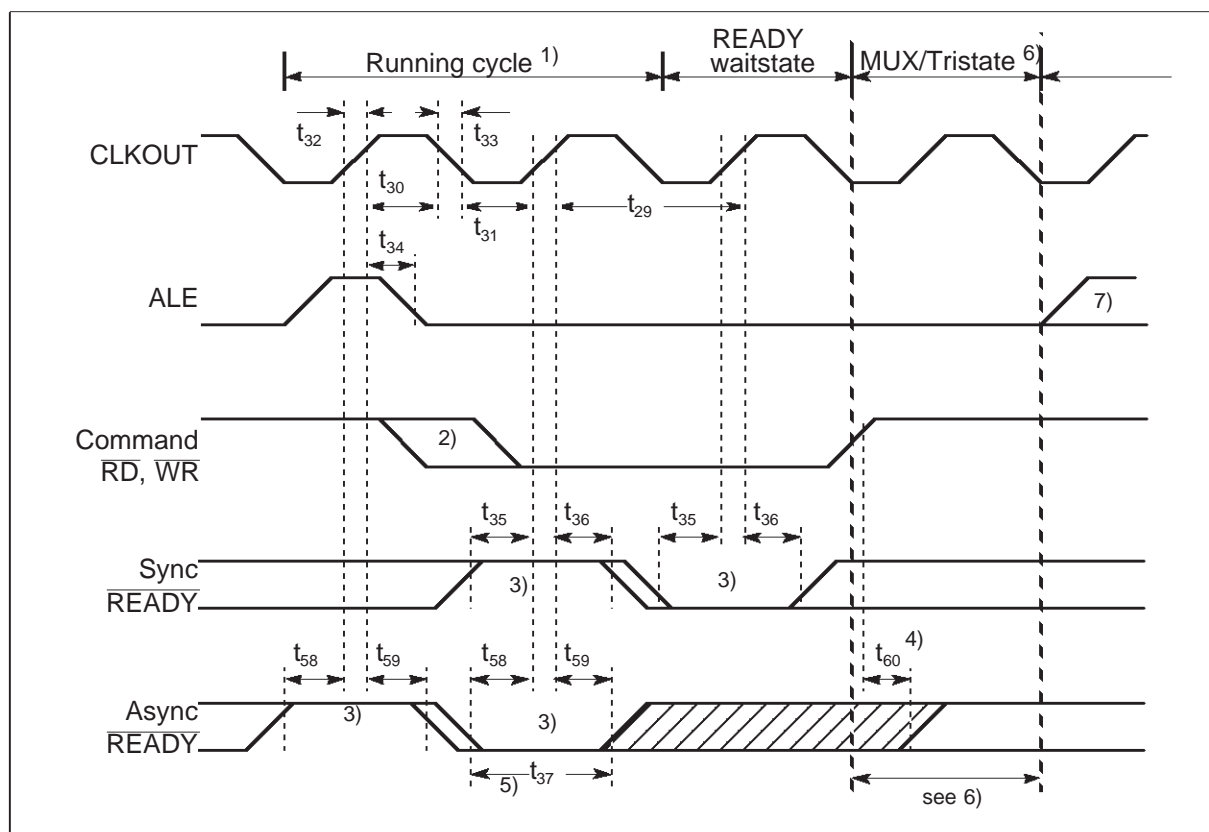 READY
Running cycle 1) waitstate MUX/Tristate 6)
t32 t33
CLKOUT
t30 t29
t31
t34
ALE 7)
Command 2)
RD, WR
t35 t36 t35 t36
Sync 3) 3)
READY
t58 t59 t58 t59 t60 4)
Async 3) 3)
READY
5) t37
see 6)